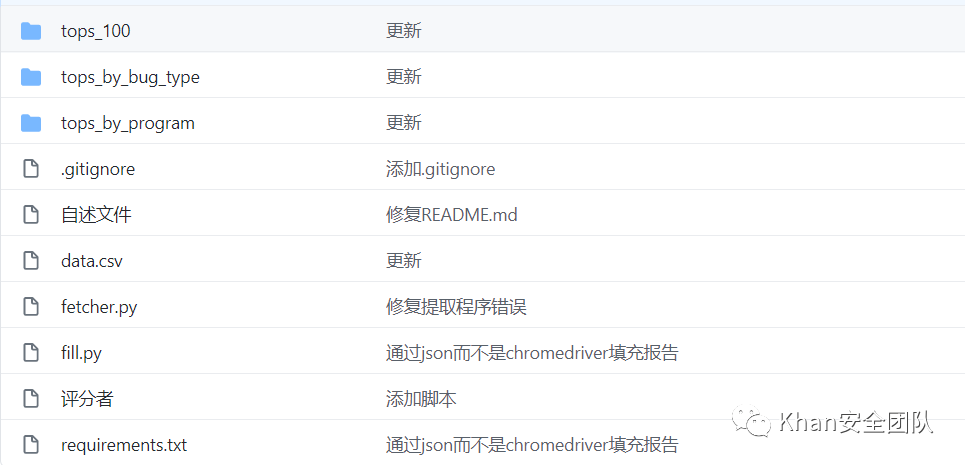 tops_100 更新
tops_by_bug_type 更新
tops_by_program 更新
.gitignore 添加.gitignore
自述文件 修复README.md
data.csv 更新
fetcher.py 修复提取程序错误
fill.py 通过json而不是chromedriver填充报告
评分者 添加脚本
requirements.txt 通过json而不是chromedriver填充报告
Khan安全团队